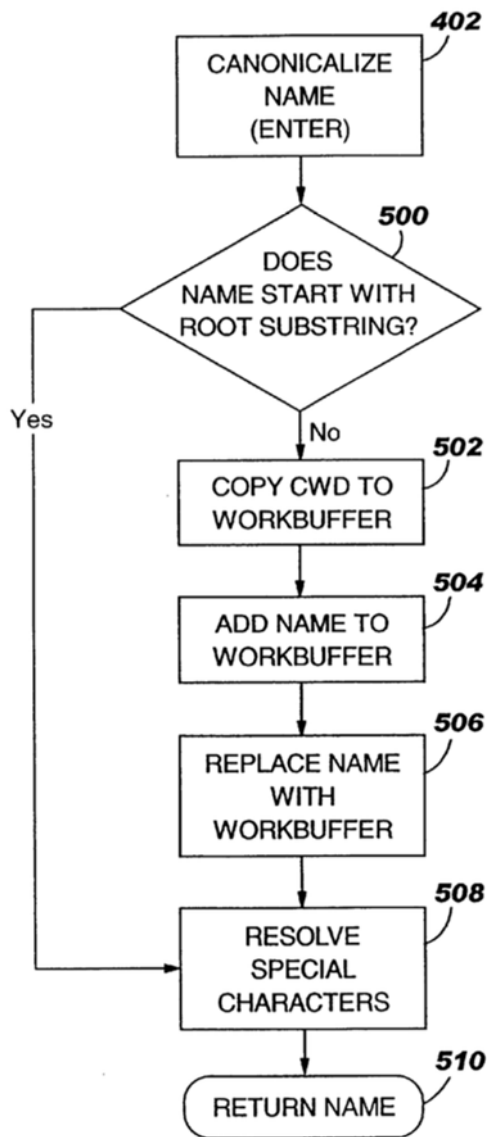 402
CANONICALIZE
NAME
(ENTER)
500
DOES
NAME START WITH
ROOT SUBSTRING?
Yes
No
502
COPY CWD TO
WORKBUFFER
504
ADD NAME TO
WORKBUFFER
506
REPLACE NAME
WITH
WORKBUFFER
508
RESOLVE
SPECIAL
CHARACTERS
510
RETURN NAME